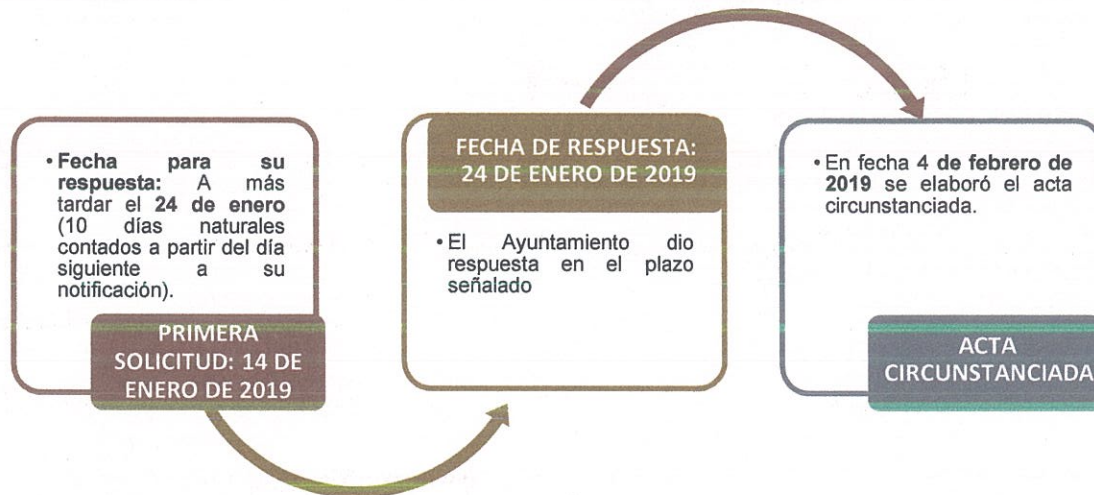 • Fecha para su
respuesta: A más
tardar el 24 de enero
(10 días naturales
contados a partir del día
siguiente a su
notificación).
PRIMERA
SOLICITUD: 14 DE
ENERO DE 2019
FECHA DE RESPUESTA:
24 DE ENERO DE 2019
• El Ayuntamiento dio
respuesta en el plazo
señalado
• En fecha 4 de febrero de
2019 se elaboró el acta
circunstanciada.
ACTA
CIRCUNSTANCIADA